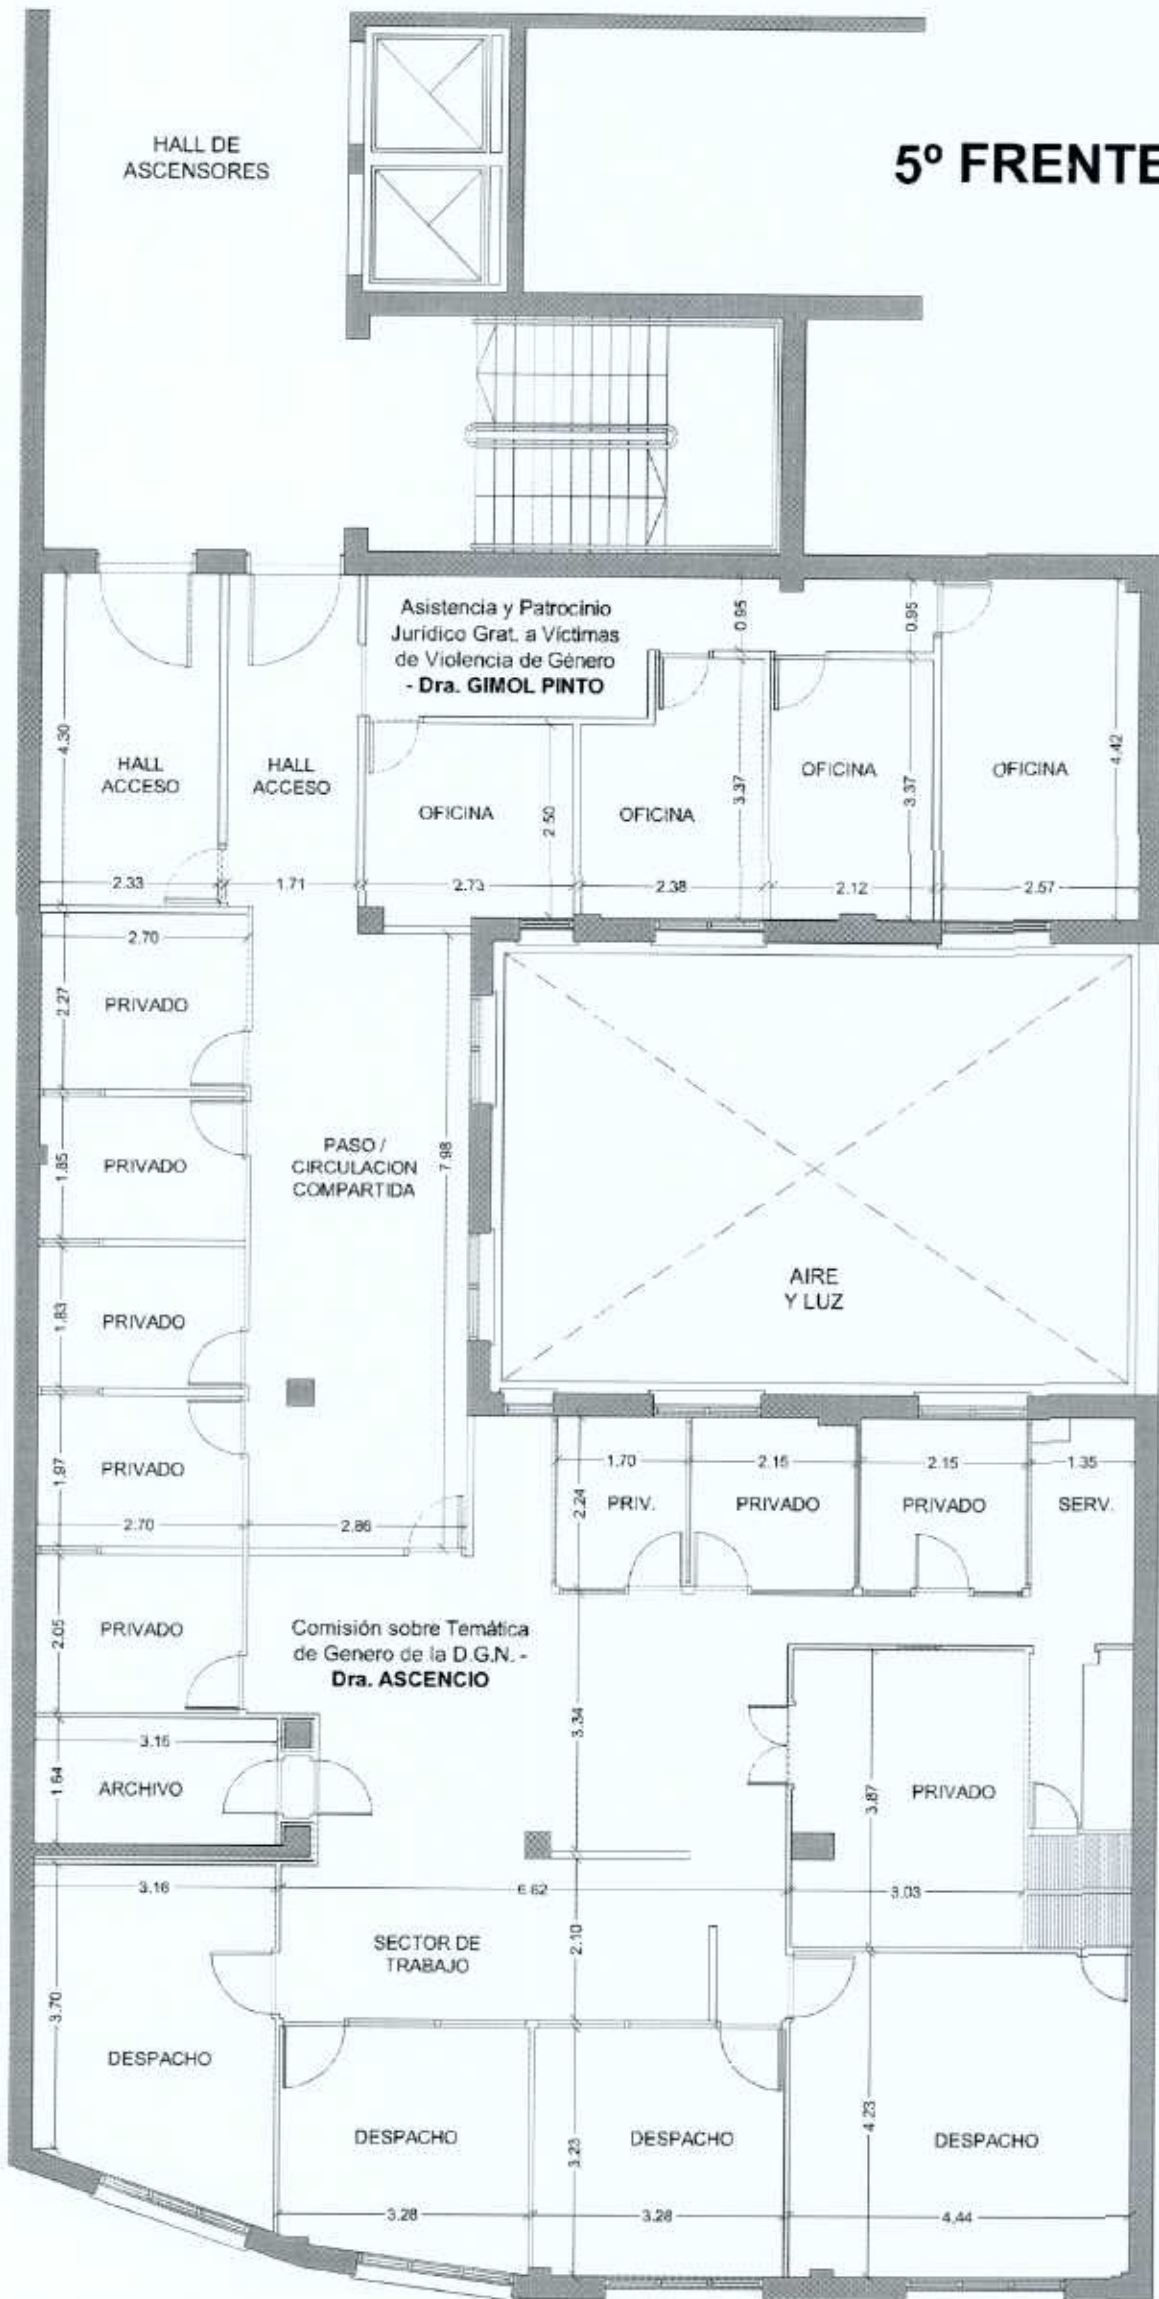 HALL DE
ASCENSORES
5º FRENTE
Asistencia y Patrocinio
Jurídico Grat. a Víctimas
de Violencia de Género
- Dra. GIMOL PINTO
0.95
0.95
4.30
HALL
ACCESO
HALL
ACCESO
OFICINA
2.50
OFICINA
3.37
OFICINA
3.37
OFICINA
4.42
2.33
1.71
2.73
2.38
2.12
2.57
2.70
2.27
PRIVADO
1.85
PRIVADO
PASO /
CIRCULACION
COMPARTIDA
7.98
1.83
PRIVADO
AIRE
Y LUZ
1.97
PRIVADO
2.70
2.86
1.70
2.15
2.15
1.35
2.24
PRIV.
PRIVADO
PRIVADO
SERV.
2.05
PRIVADO
Comisión sobre Temática
de Genero de la D.G.N. -
Dra. ASCENCIO
3.34
3.16
1.64
ARCHIVO
3.87
PRIVADO
3.16
6.62
3.03
SECTOR DE
TRABAJO
2.10
3.70
DESPACHO
DESPACHO
3.23
DESPACHO
4.23
DESPACHO
3.28
3.28
4.44